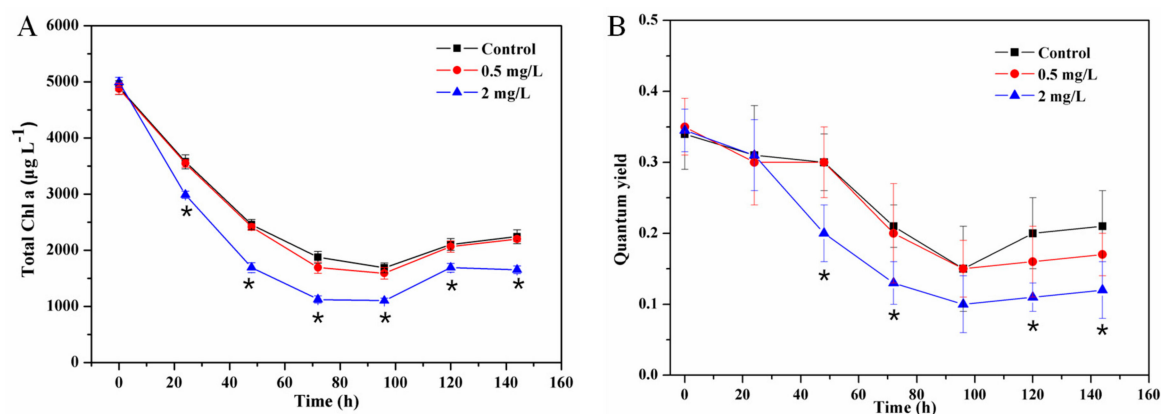 A
6000
5000
4000
3000
2000
1000
0
Total Chl a (µg L⁻¹)
Control
0.5 mg/L
2 mg/L
*
*
*
*
*
*
0 20 40 60 80 100 120 140 160
Time (h)
B
0.5
0.4
0.3
0.2
0.1
0.0
Quantum yield
Control
0.5 mg/L
2 mg/L
*
*
*
*
0 20 40 60 80 100 120 140 160
Time (h)